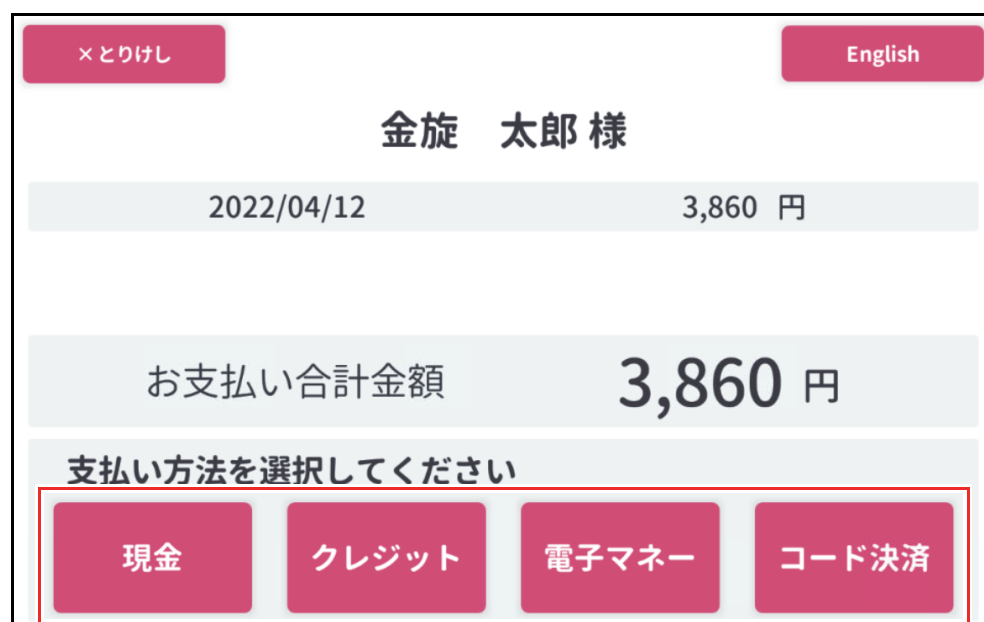 ×とりけし
English
金旋　太郎 様
2022/04/12 3,860 円
お支払い合計金額 3,860 円
支払い方法を選択してください
現金 クレジット 電子マネー コード決済